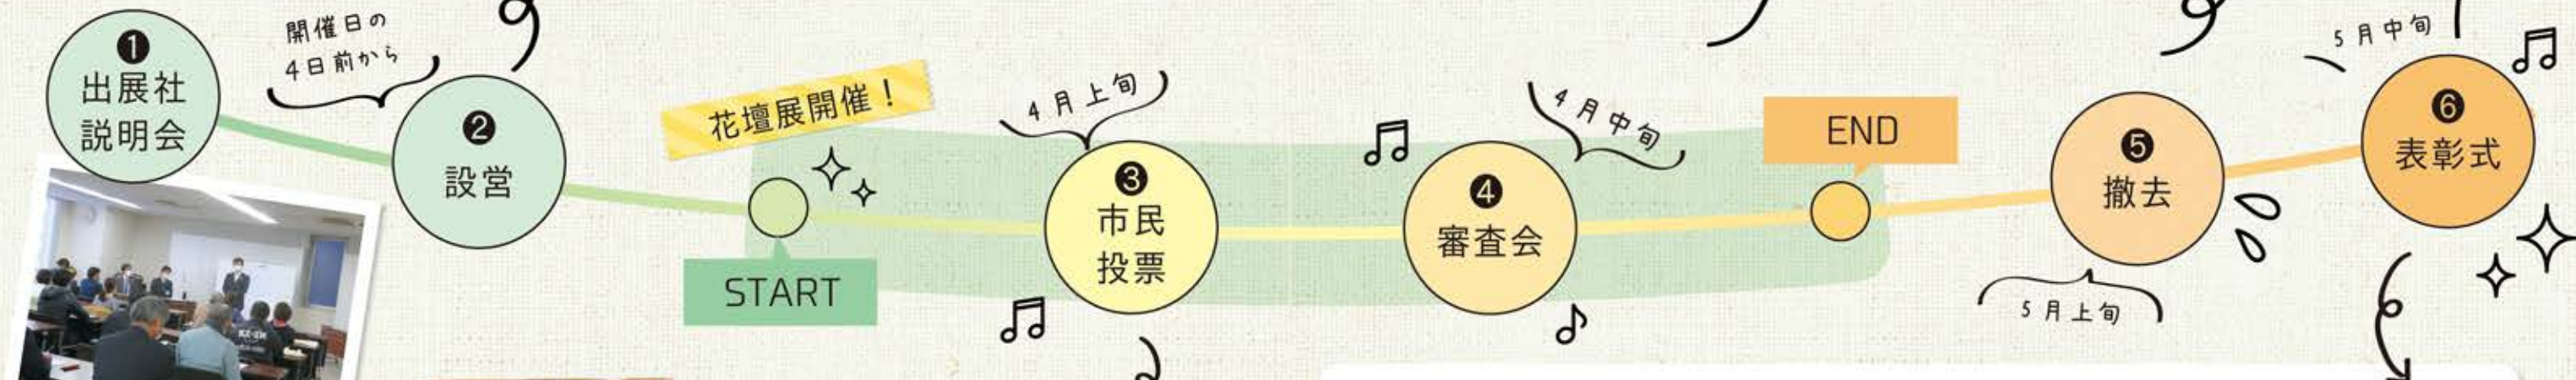 ❶
出展社
説明会
開催日の
4日前から
❷
設営
花壇展開催！
START
4月上旬
❸
市民
投票
❹
審査会
4月中旬
END
❺
撤去
5月上旬
5月中旬
❻
表彰式